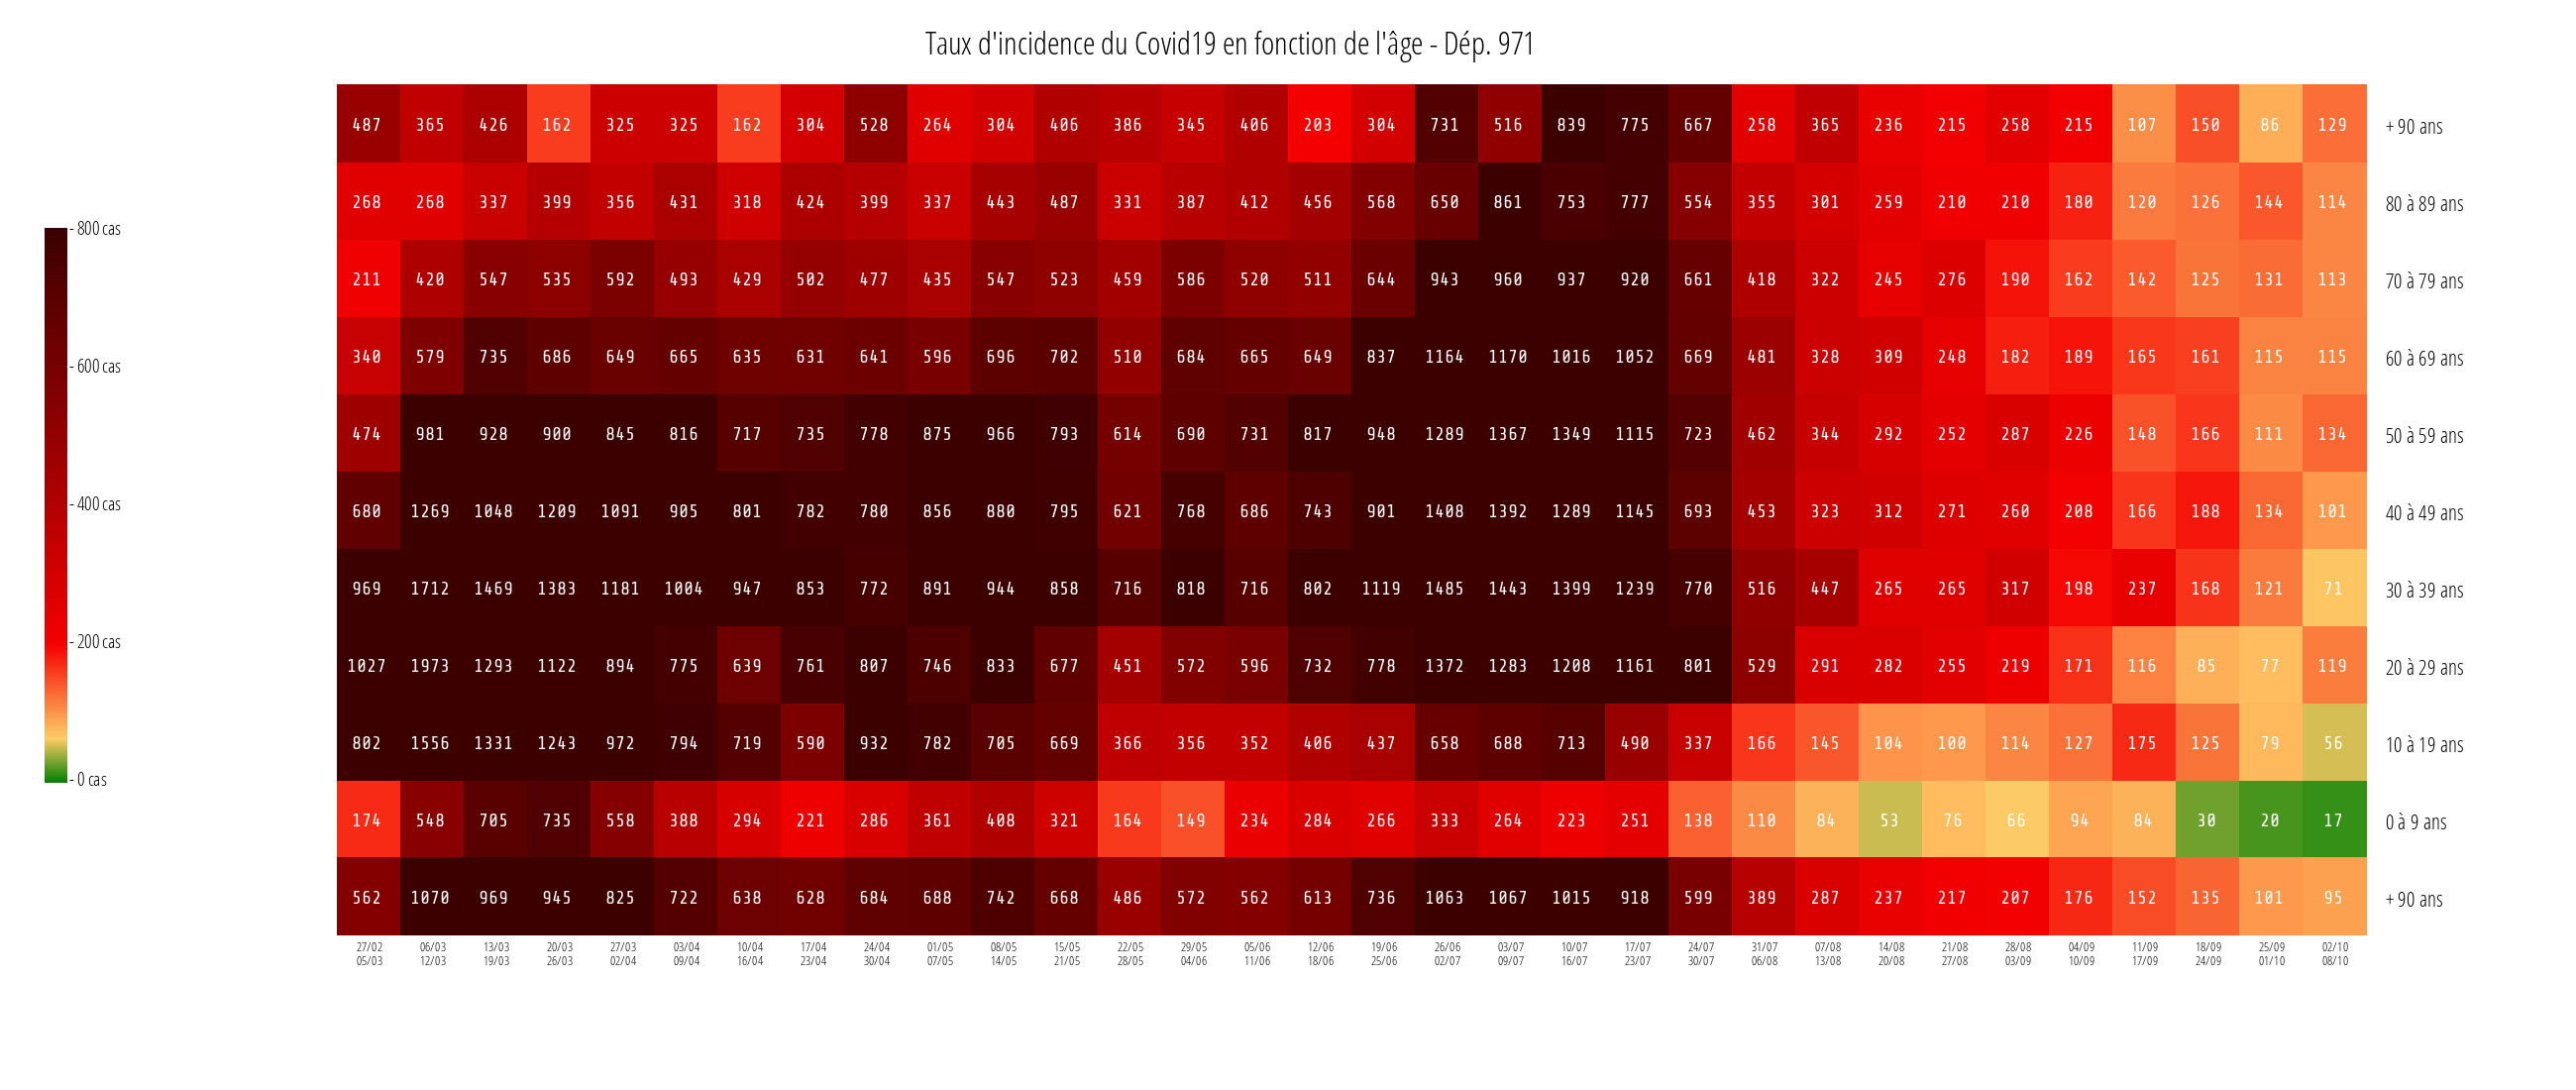 Taux d'incidence du Covid19 en fonction de l'âge - Dép. 971
487 365 426 162 325 325 162 304 528 264 304 406 386 345 406 203 304 731 516 839 775 667 258 365 236 215 258 215 107 150 86 129 + 90 ans
268 268 337 399 356 431 318 424 399 337 443 487 331 387 412 456 568 650 861 753 777 554 355 301 259 210 210 180 120 126 144 114 80 à 89 ans
211 420 547 535 592 493 429 502 477 435 547 523 459 586 520 511 644 943 960 937 920 661 418 322 245 276 190 162 142 125 131 113 70 à 79 ans
340 579 735 686 649 665 635 631 641 596 696 702 510 684 665 649 837 1164 1170 1016 1052 669 481 328 309 248 182 189 165 161 115 115 60 à 69 ans
474 981 928 900 845 816 717 735 778 875 966 793 614 690 731 817 948 1289 1367 1349 1115 723 462 344 292 252 287 226 148 166 111 134 50 à 59 ans
680 1269 1048 1209 1091 905 801 782 780 856 880 795 621 768 686 743 901 1408 1392 1289 1145 693 453 323 312 271 260 208 166 188 134 101 40 à 49 ans
969 1712 1469 1383 1181 1004 947 853 772 891 944 858 716 818 716 802 1119 1485 1443 1399 1239 770 516 447 265 265 317 198 237 168 121 71 30 à 39 ans
1027 1973 1293 1122 894 775 639 761 807 746 833 677 451 572 596 732 778 1372 1283 1208 1161 801 529 291 282 255 219 171 116 85 77 119 20 à 29 ans
802 1556 1331 1243 972 794 719 590 932 782 705 669 366 356 352 406 437 658 688 713 490 337 166 145 104 100 114 127 175 125 79 56 10 à 19 ans
174 548 705 735 558 388 294 221 286 361 408 321 164 149 234 284 266 333 264 223 251 138 110 84 53 76 66 94 84 30 20 17 0 à 9 ans
562 1070 969 945 825 722 638 628 684 688 742 668 486 572 562 613 736 1063 1067 1015 918 599 389 287 237 217 207 176 152 135 101 95 + 90 ans
27/02 06/03 13/03 20/03 27/03 03/04 10/04 17/04 24/04 01/05 08/05 15/05 22/05 29/05 05/06 12/06 19/06 26/06 03/07 10/07 17/07 24/07 31/07 07/08 14/08 21/08 28/08 04/09 11/09 18/09 25/09 02/10
05/03 12/03 19/03 26/03 02/04 09/04 16/04 23/04 30/04 07/05 14/05 21/05 28/05 04/06 11/06 18/06 25/06 02/07 09/07 16/07 23/07 30/07 06/08 13/08 20/08 27/08 03/09 10/09 17/09 24/09 01/10 08/10
- 800 cas
- 600 cas
- 400 cas
- 200 cas
- 0 cas